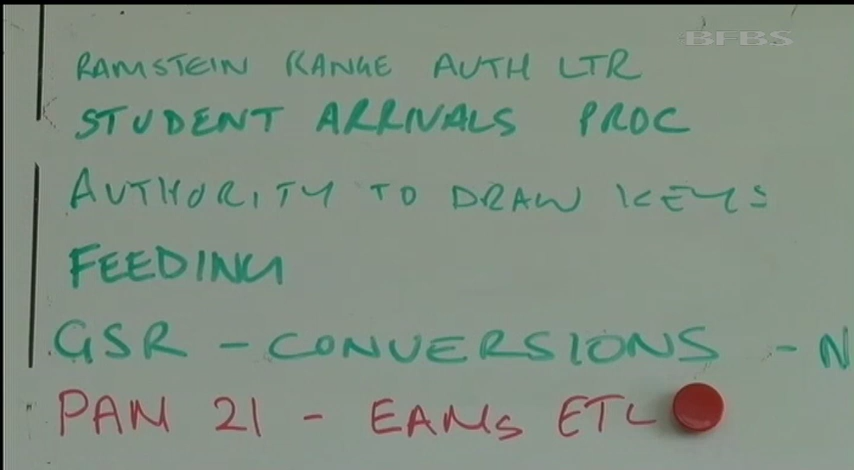 BFBS
RAMSTEIN RANGE AUTH LTR
STUDENT ARRIVALS PROC
AUTHORITY TO DRAW KEYS
FEEDING
GSR - CONVERSIONS - N
PAM 21 - EAMs ETC